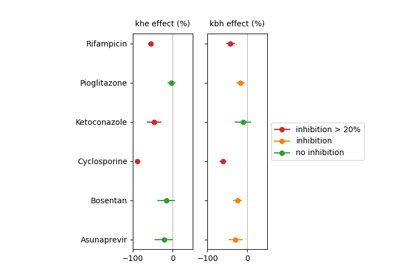 khe effect (%) kbh effect (%)
Rifampicin
Pioglitazone
Ketoconazole
Cyclosporine
Bosentan
Asunaprevir
inhibition > 20%
inhibition
no inhibition
−100 0 −100 0